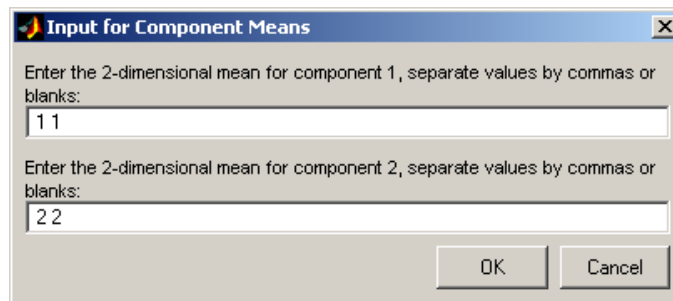 Input for Component Means
Enter the 2-dimensional mean for component 1, separate values by commas or
blanks:
1 1
Enter the 2-dimensional mean for component 2, separate values by commas or
blanks:
2 2
OK Cancel